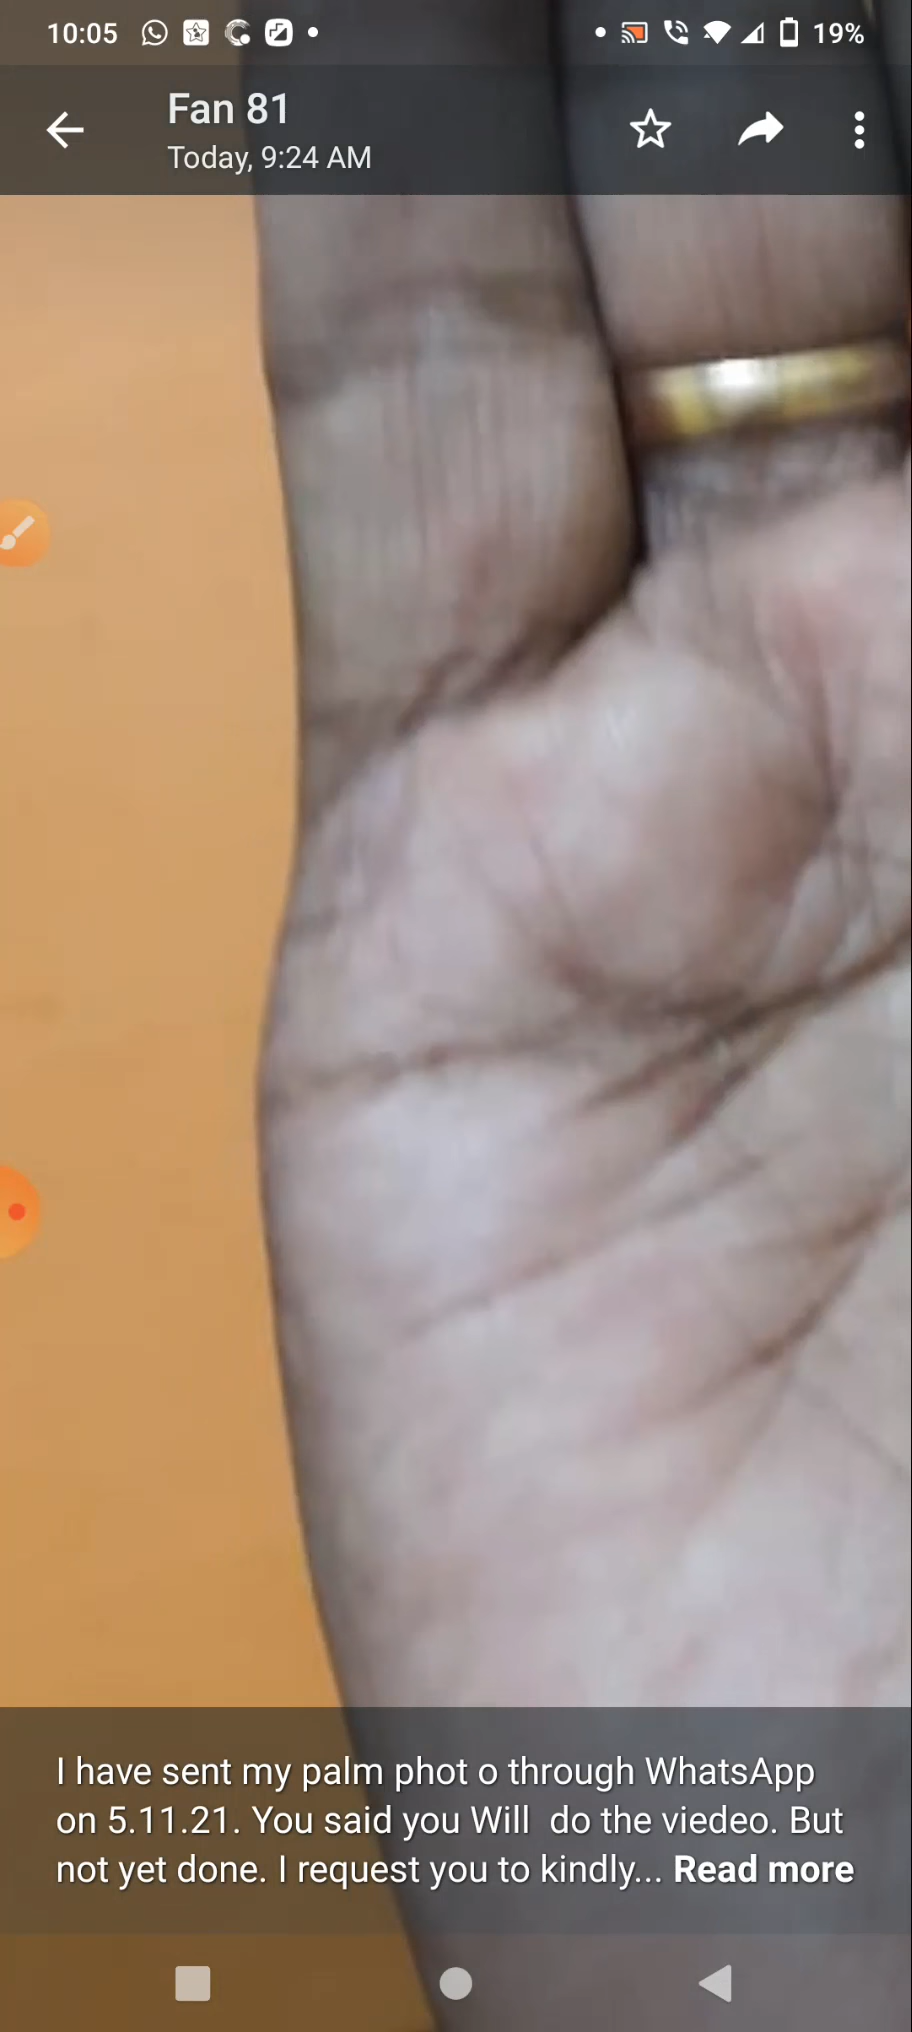 10:05
19%
Fan 81
Today, 9:24 AM
I have sent my palm phot o through WhatsApp
on 5.11.21. You said you Will  do the viedeo. But
not yet done. I request you to kindly... Read more